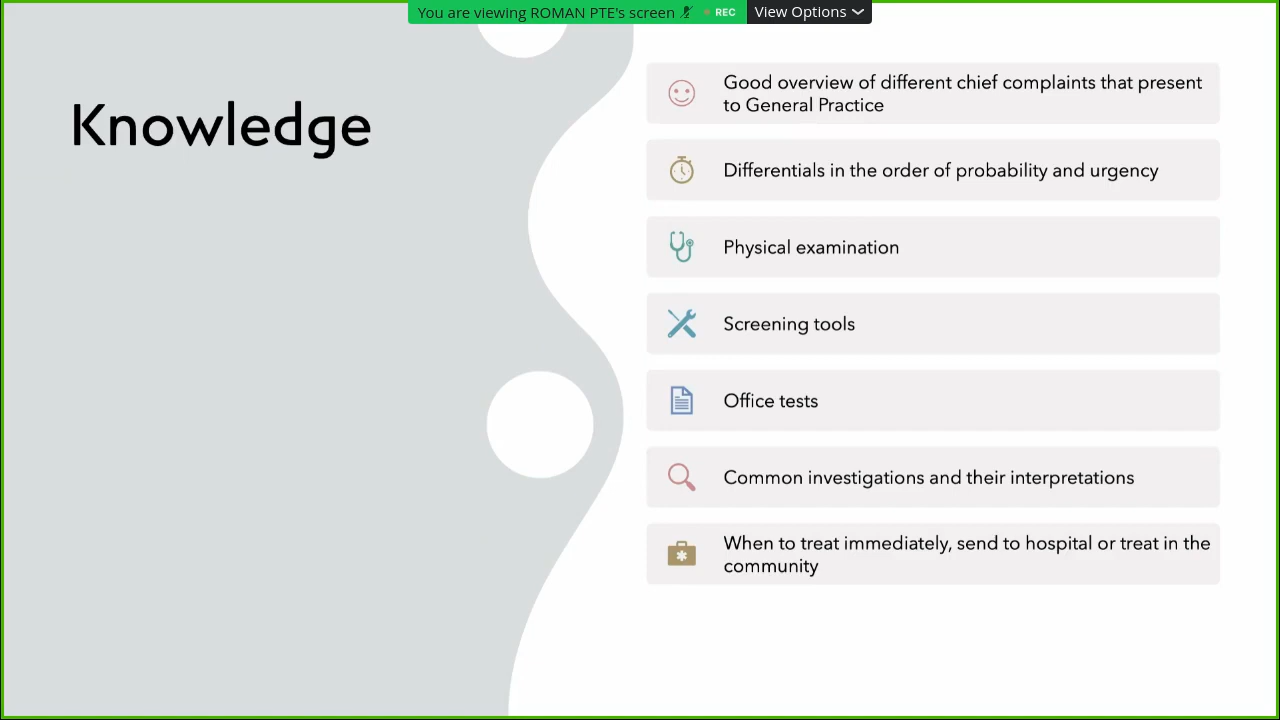 You are viewing ROMAN PTE's screen REC View Options
Knowledge
Good overview of different chief complaints that present
to General Practice
Differentials in the order of probability and urgency
Physical examination
Screening tools
Office tests
Common investigations and their interpretations
When to treat immediately, send to hospital or treat in the
community